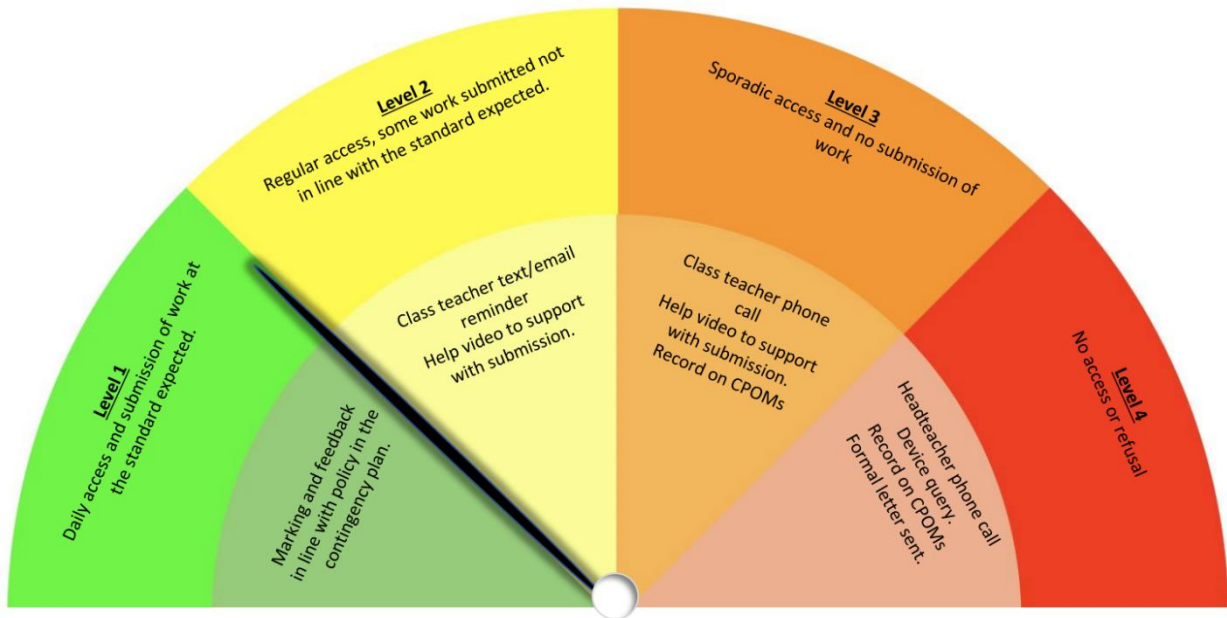 Level 1
Daily access and submission of work at
the standard expected.
Marking and feedback
in line with policy in the
contingency plan.
Level 2
Regular access, some work submitted not
in line with the standard expected.
Class teacher text/email
reminder
Help video to support
with submission.
Level 3
Sporadic access and no submission of
work
Class teacher phone
call
Help video to support
with submission.
Record on CPOMs
Level 4
No access or refusal
Headteacher phone call
Device query.
Record on CPOMs
Formal letter sent.